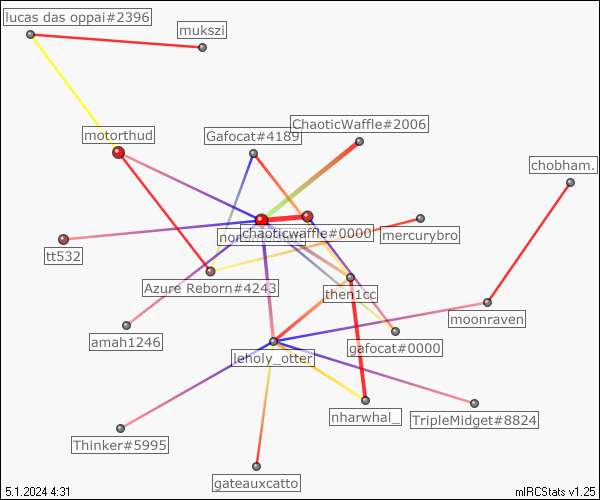 lucas das oppai#2396
mukszi
ChaoticWaffle#2006
motorthud
Gafocat#4189
chobham.
chaoticwaffle#0000
mercurybro
tt532
Azure Reborn#4243
then1cc
moonraven
amah1246
gafocat#0000
leholy_otter
nharwhal_
TripleMidget#8824
Thinker#5995
gateauxcatto
5.1.2024 4:31
mIRCStats v1.25